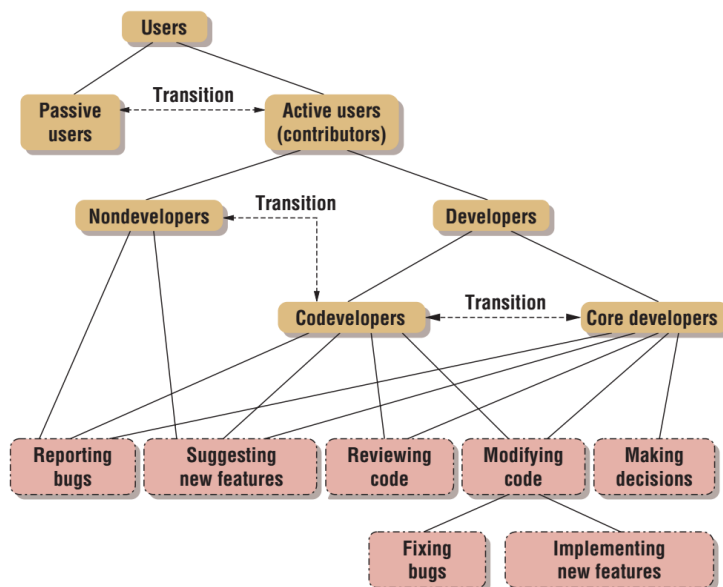 Users
Passive
users
Transition
Active users
(contributors)
Nondevelopers
Transition
Developers
Codevelopers
Transition
Core developers
Reporting
bugs
Suggesting
new features
Reviewing
code
Modifying
code
Making
decisions
Fixing
bugs
Implementing
new features